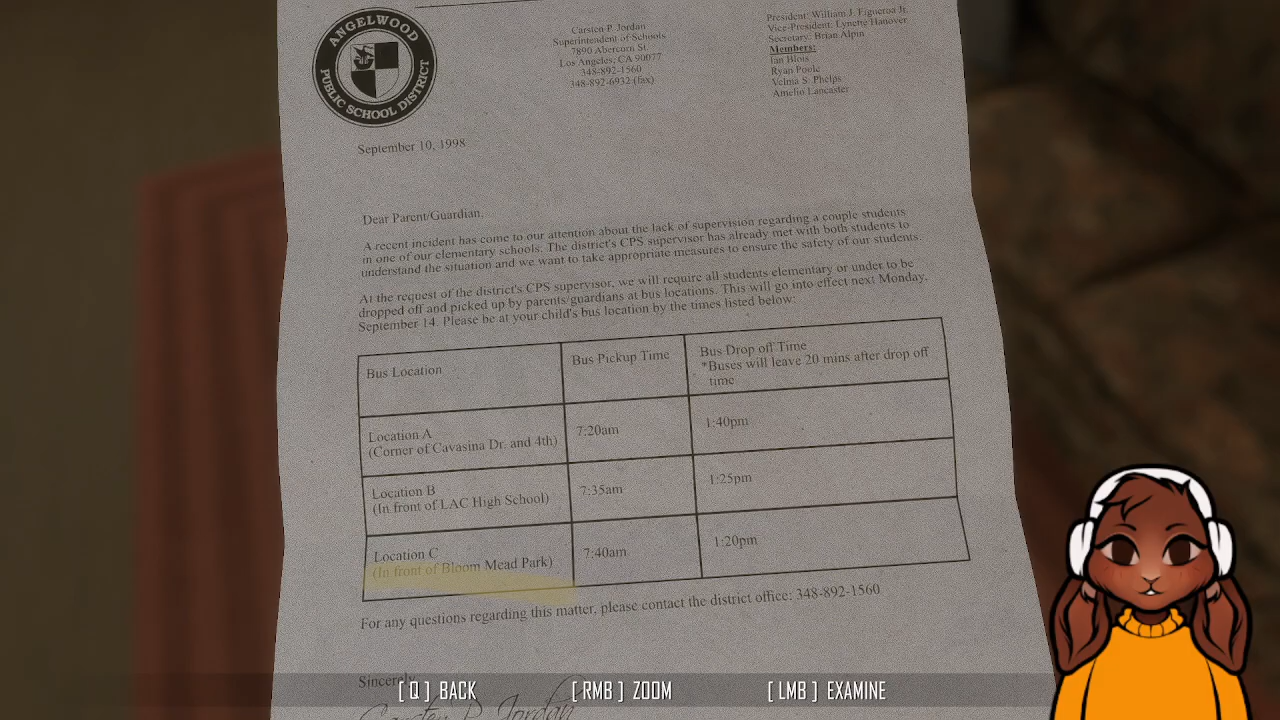 ANGELWOOD
PUBLIC SCHOOL DISTRICT
Carsten P. Jordan
Superintendent of Schools
7890 Abercorn St.
Los Angeles, CA 90077
348-892-1560
348-892-6932 (fax)
President: William J. Figueroa Jr.
Vice-President: Lynette Hanover
Secretary: Brian Alpin
Members:
Ian Blois
Ryan Poole
Velma S. Phelps
Amelio Lancaster
September 10, 1998
Dear Parent/Guardian,
A recent incident has come to our attention about the lack of supervision regarding a couple students
in one of our elementary schools. The district's CPS supervisor has already met with both students to
understand the situation and we want to take appropriate measures to ensure the safety of our students.
At the request of the district's CPS supervisor, we will require all students elementary or under to be
dropped off and picked up by parents/guardians at bus locations. This will go into effect next Monday,
September 14. Please be at your child's bus location by the times listed below:
Bus Location
Bus Pickup Time
Bus Drop off Time
*Buses will leave 20 mins after drop off
time
Location A
(Corner of Cavasina Dr. and 4th)
7:20am
1:40pm
Location B
(In front of LAC High School)
7:35am
1:25pm
Location C
(In front of Bloom Mead Park)
7:40am
1:20pm
For any questions regarding this matter, please contact the district office: 348-892-1560
Sincerely,
Carsten P. Jordan
[ Q ] BACK
[ RMB ] ZOOM
[ LMB ] EXAMINE